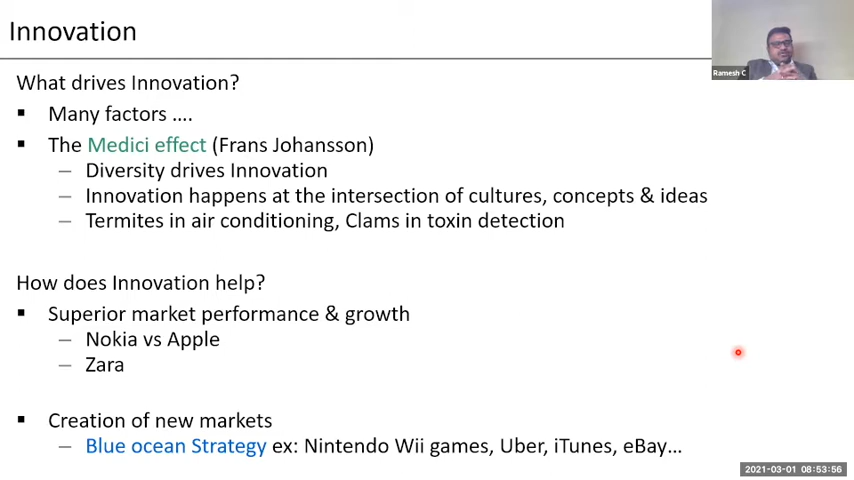 Innovation
Ramesh C
What drives Innovation?
▪ Many factors ….
▪ The Medici effect (Frans Johansson)
– Diversity drives Innovation
– Innovation happens at the intersection of cultures, concepts & ideas
– Termites in air conditioning, Clams in toxin detection
How does Innovation help?
▪ Superior market performance & growth
– Nokia vs Apple
– Zara
▪ Creation of new markets
– Blue ocean Strategy ex: Nintendo Wii games, Uber, iTunes, eBay…
2021-03-01 08:53:56